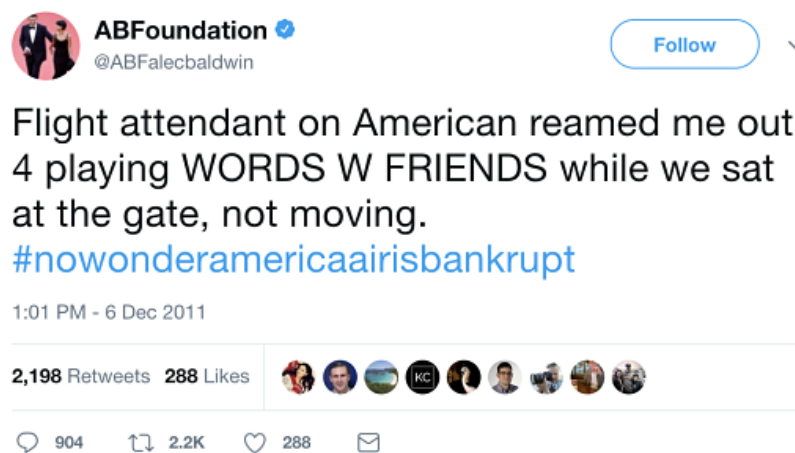 ABFoundation
@ABFalecbaldwin
Follow
Flight attendant on American reamed me out
4 playing WORDS W FRIENDS while we sat
at the gate, not moving.
#nowonderamericaairisbankrupt
1:01 PM - 6 Dec 2011
2,198 Retweets 288 Likes
KC
904 2.2K 288